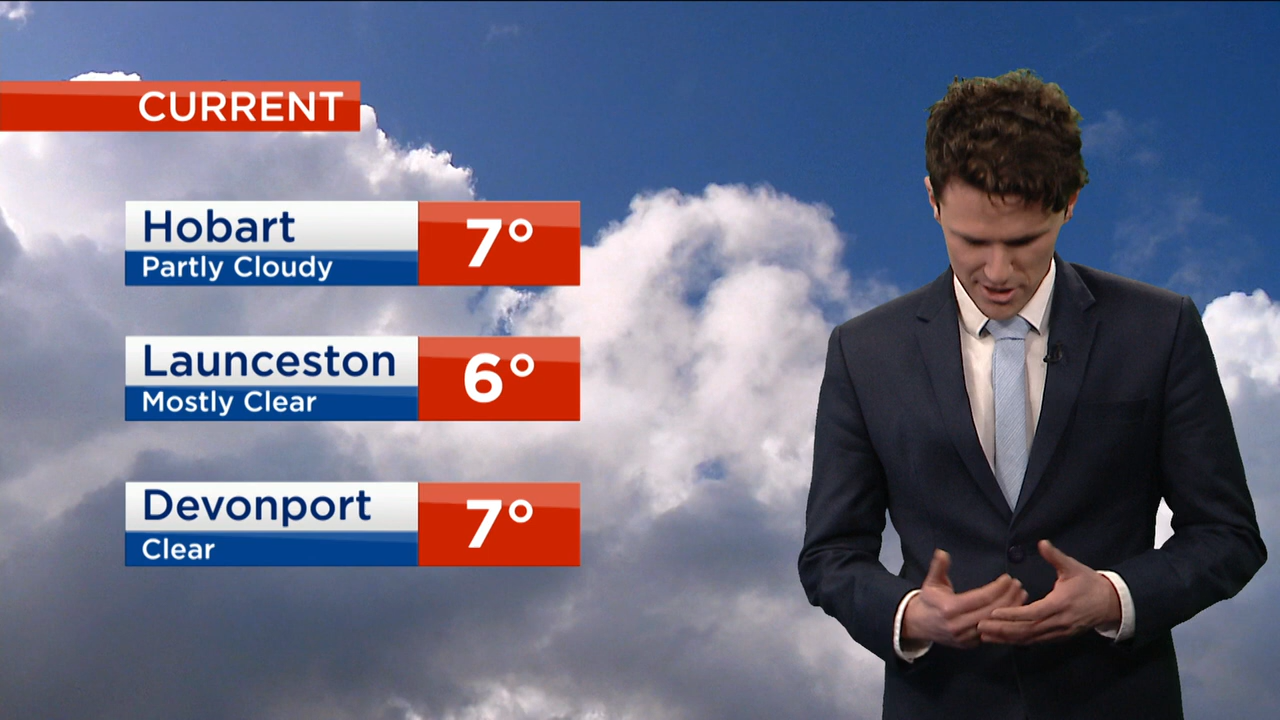 CURRENT
Hobart
7°
Partly Cloudy
Launceston
6°
Mostly Clear
Devonport
7°
Clear